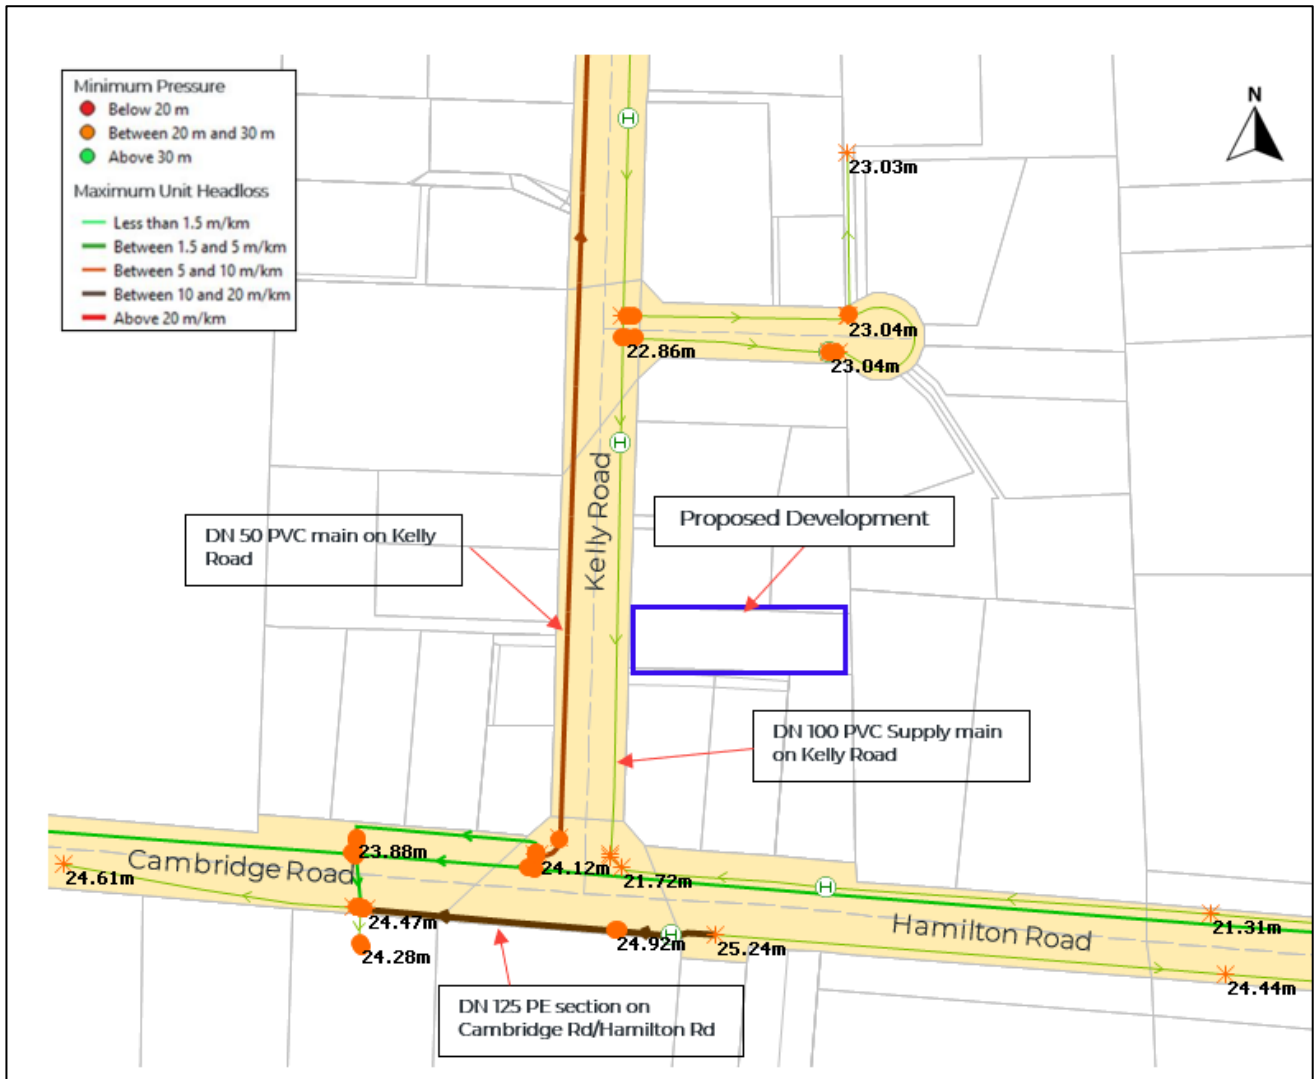 Minimum Pressure
Below 20 m
Between 20 m and 30 m
Above 30 m
Maximum Unit Headloss
Less than 1.5 m/km
Between 1.5 and 5 m/km
Between 5 and 10 m/km
Between 10 and 20 m/km
Above 20 m/km
N
H
23.03m
23.04m
22.86m
23.04m
H
Kelly Road
Proposed Development
DN 50 PVC main on Kelly
Road
DN 100 PVC Supply main
on Kelly Road
23.88m
24.12m
21.72m
Cambridge Road
24.61m
H
Hamilton Road
21.31m
24.47m
24.92m
H
25.24m
24.28m
24.44m
DN 125 PE section on
Cambridge Rd/Hamilton Rd